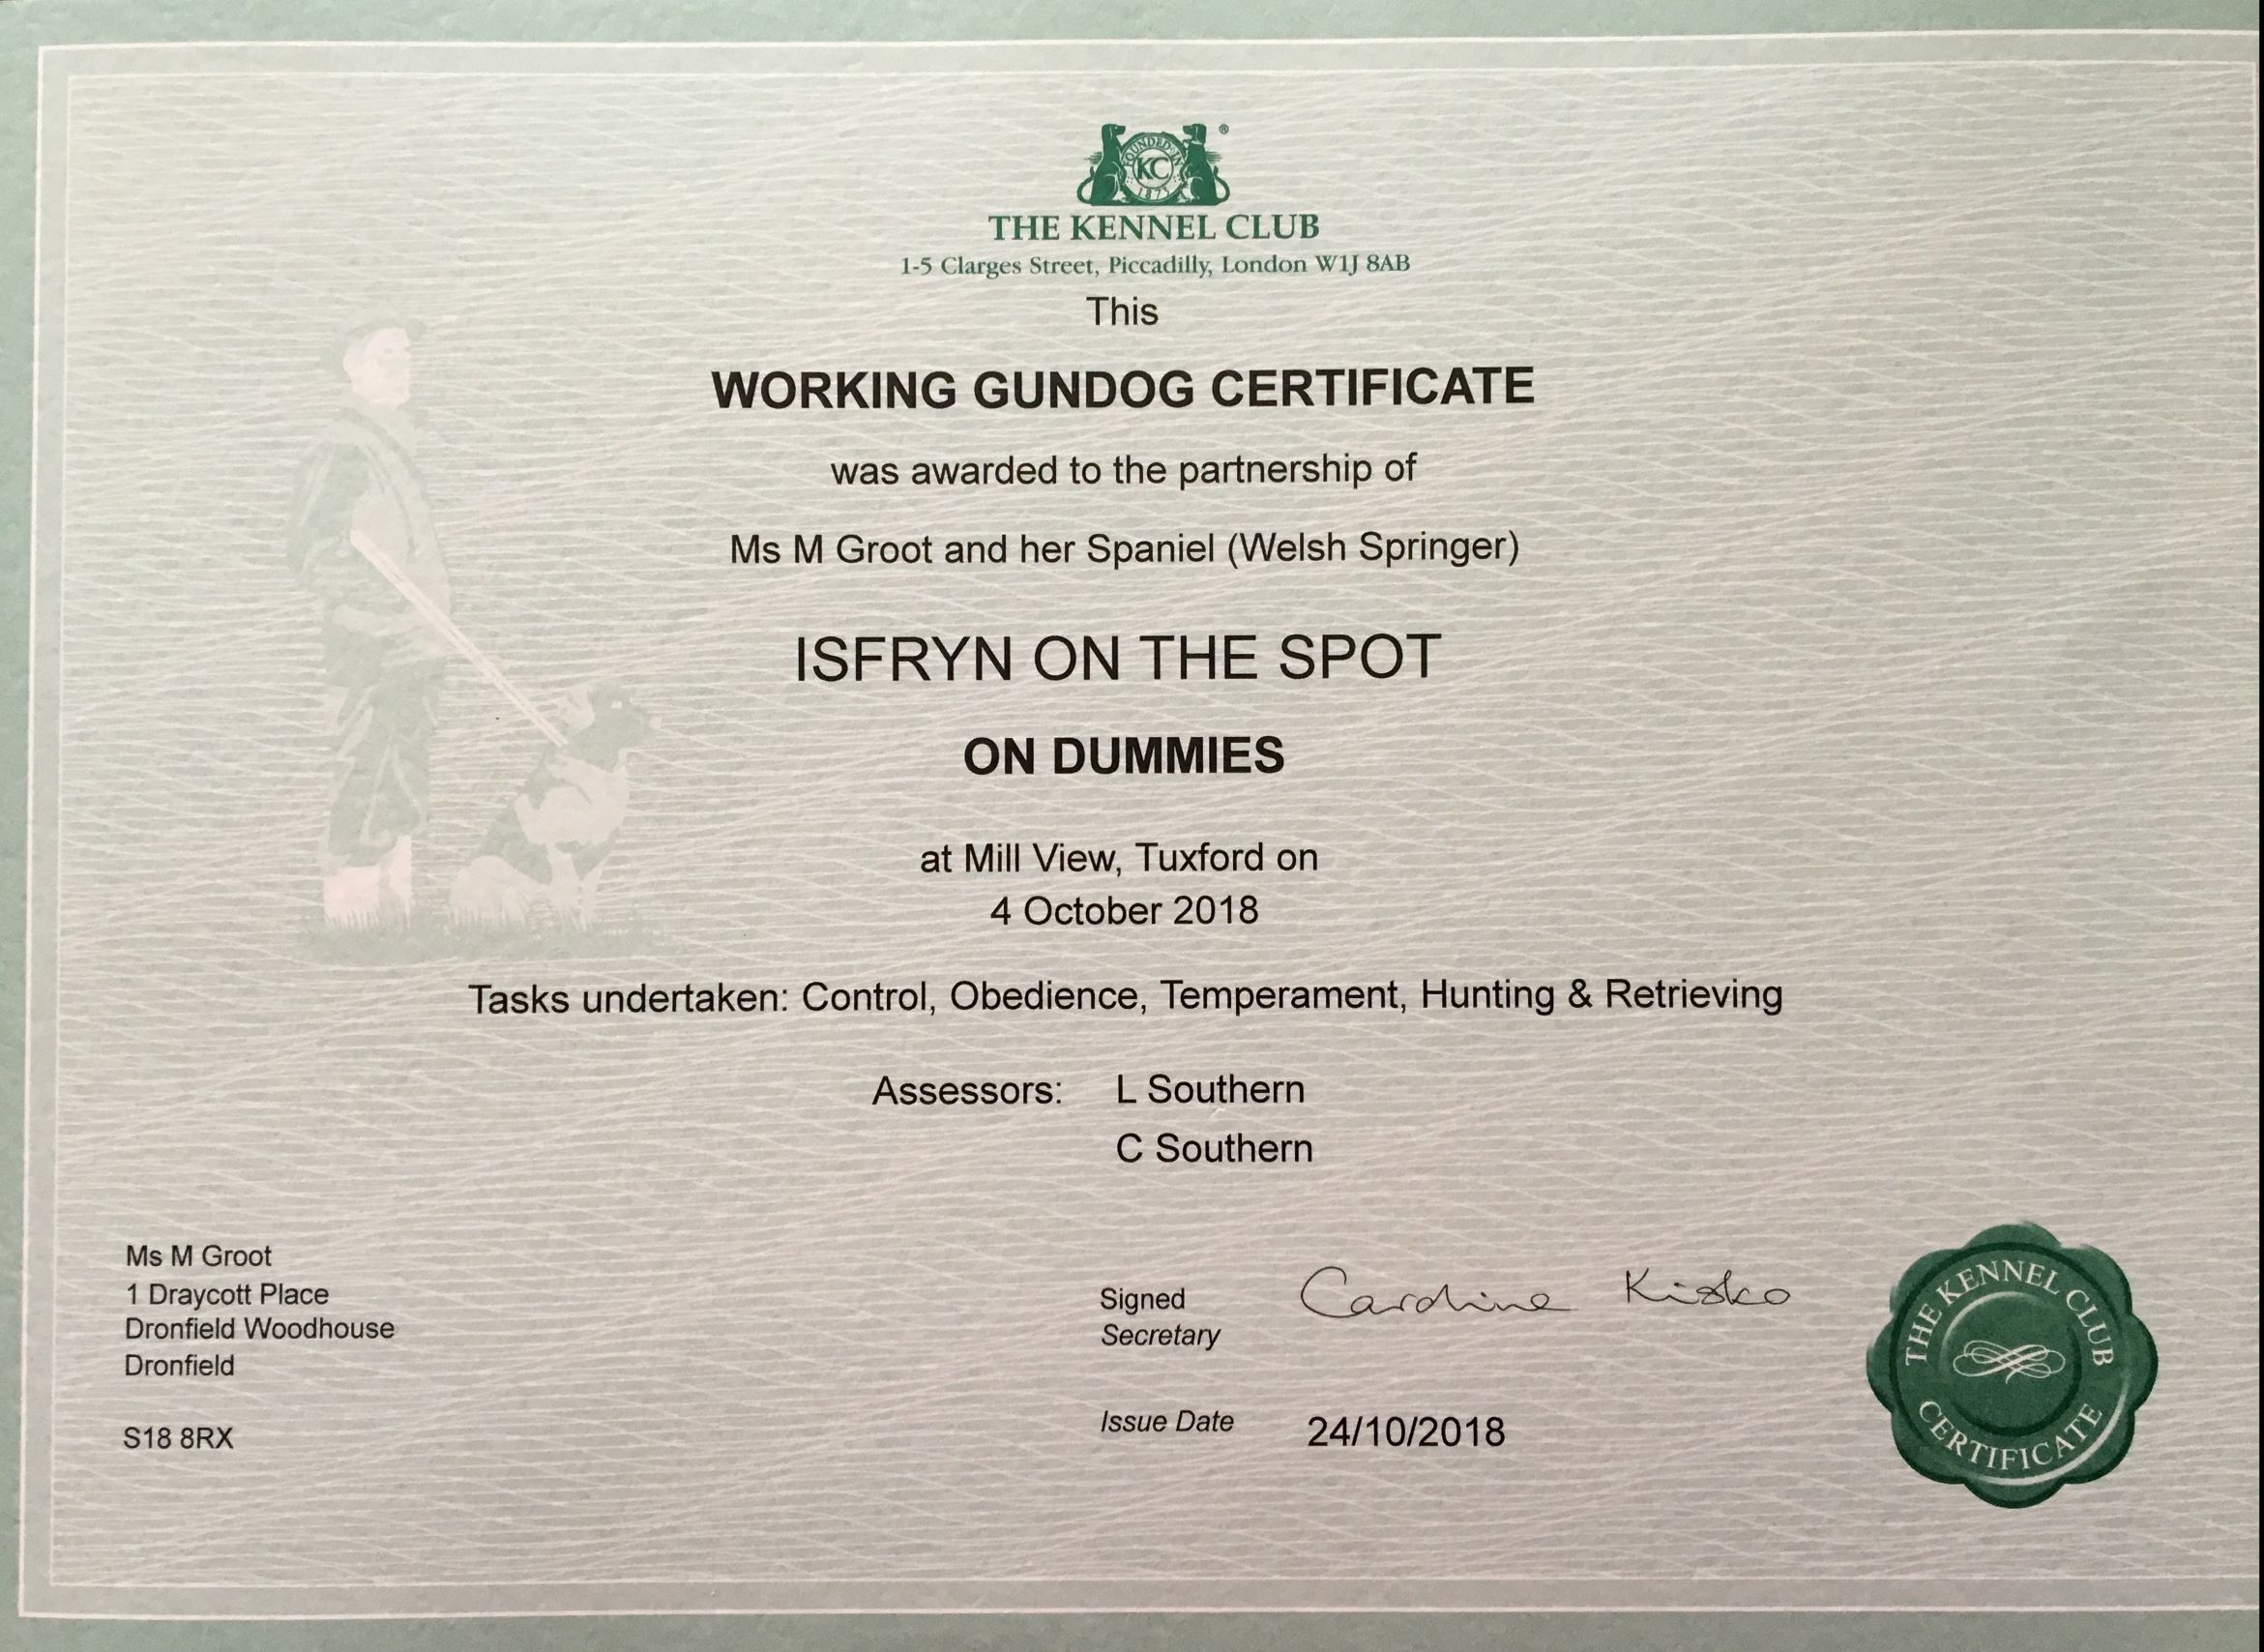 FOUNDED IN
KC
1873
®
THE KENNEL CLUB
1-5 Clarges Street, Piccadilly, London W1J 8AB
This
WORKING GUNDOG CERTIFICATE
was awarded to the partnership of
Ms M Groot and her Spaniel (Welsh Springer)
ISFRYN ON THE SPOT
ON DUMMIES
at Mill View, Tuxford on
4 October 2018
Tasks undertaken: Control, Obedience, Temperament, Hunting & Retrieving
Assessors: L Southern
C Southern
Ms M Groot
1 Draycott Place
Dronfield Woodhouse
Dronfield
S18 8RX
Signed Caroline Kisko
Secretary
Issue Date 24/10/2018
THE KENNEL CLUB
CERTIFICATE